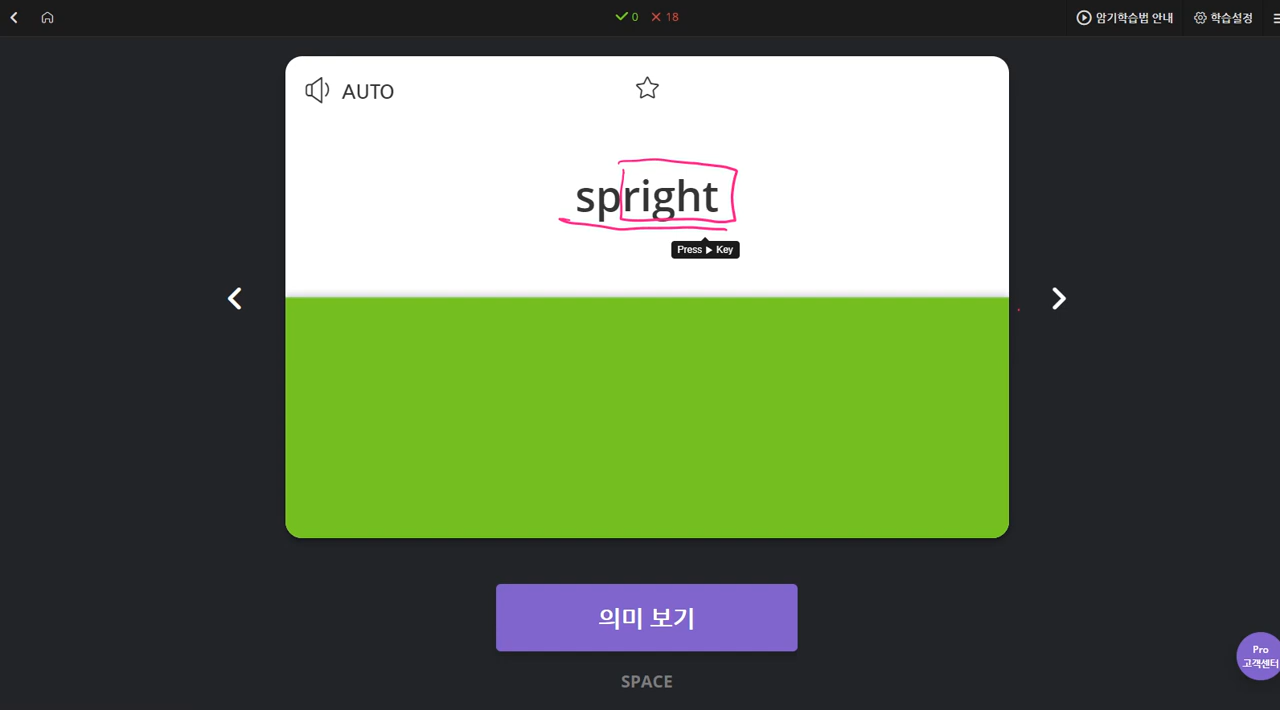 0 18 암기학습법 안내 학습설정
AUTO
spright
Press ▶ Key
의미 보기
SPACE
Pro
고객센터